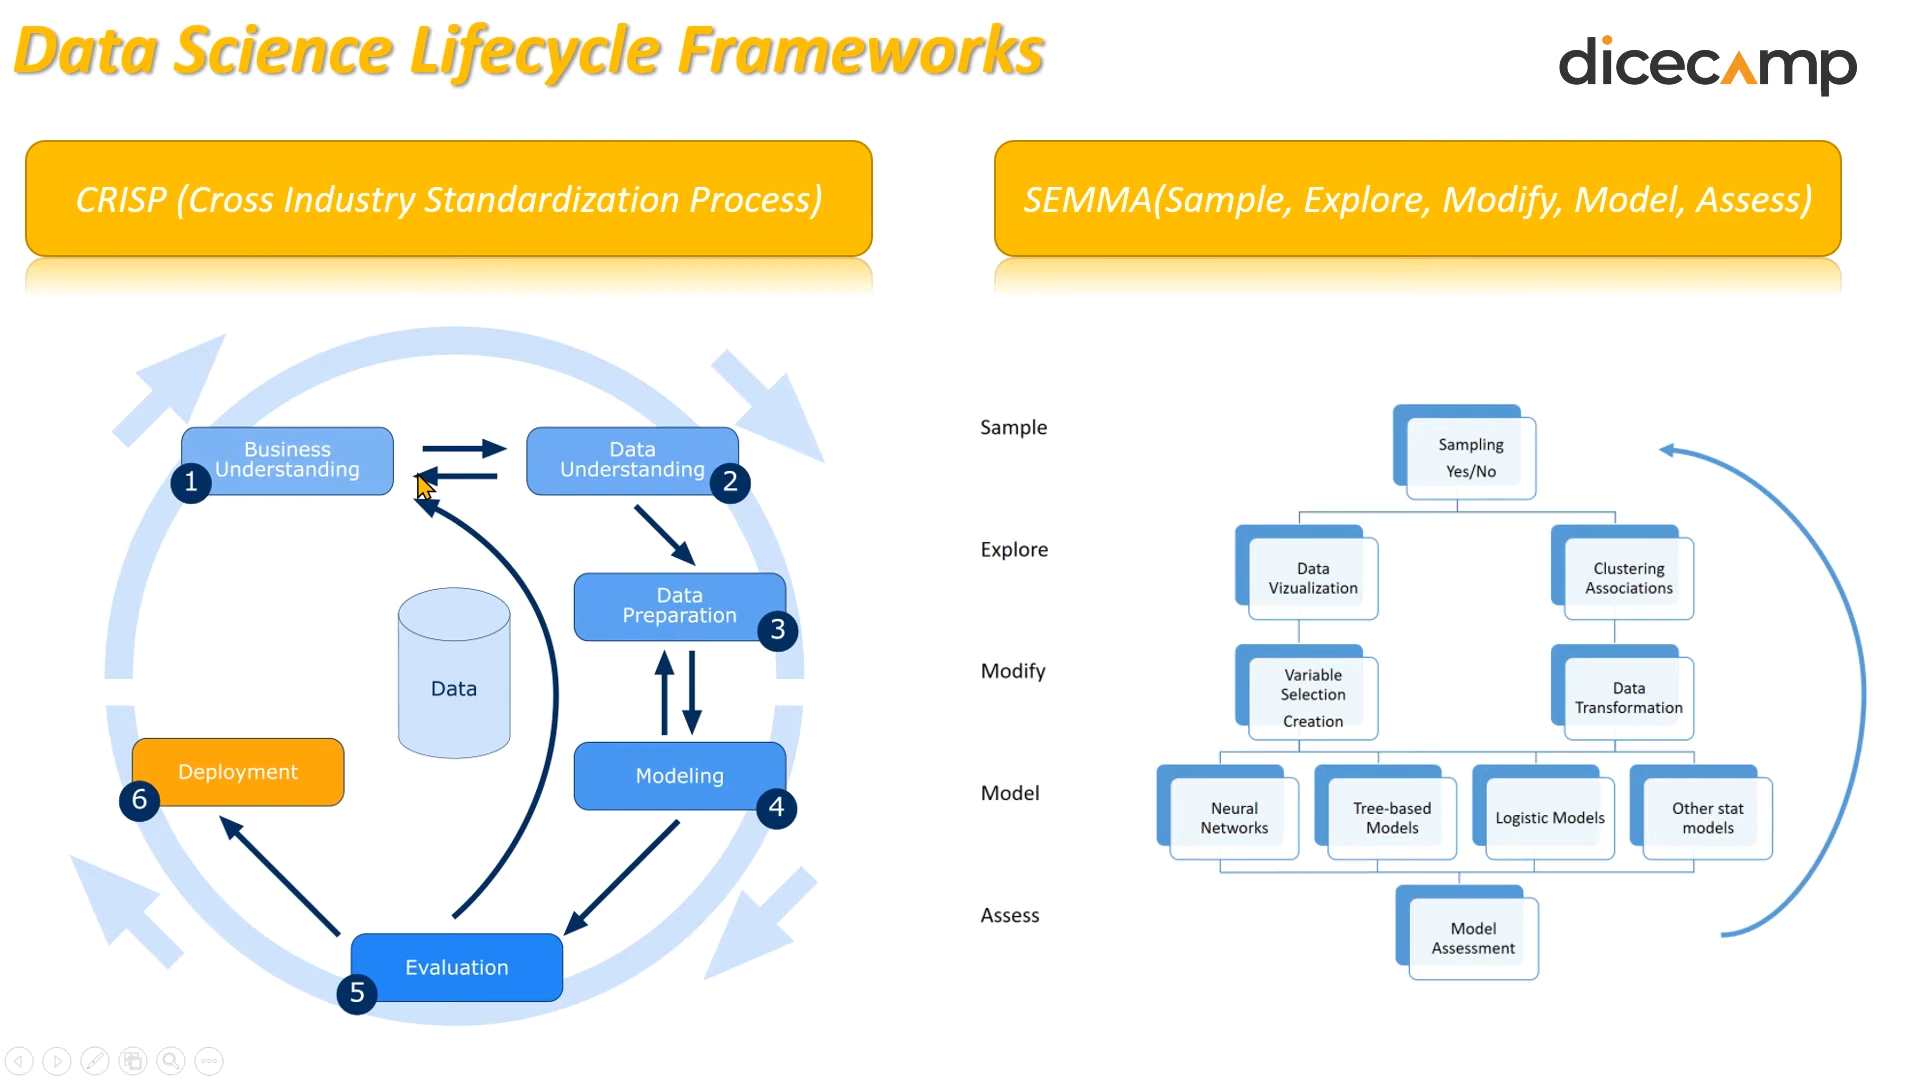 Data Science Lifecycle Frameworks
dicecamp
CRISP (Cross Industry Standardization Process)
SEMMA(Sample, Explore, Modify, Model, Assess)
Business
Understanding
1
Data
Understanding
2
Data
Preparation
3
Data
Modeling
4
Deployment
6
Evaluation
5
Sample
Sampling
Yes/No
Explore
Data
Vizualization
Clustering
Associations
Modify
Variable
Selection
Creation
Data
Transformation
Model
Neural
Networks
Tree-based
Models
Logistic Models
Other stat
models
Assess
Model
Assessment